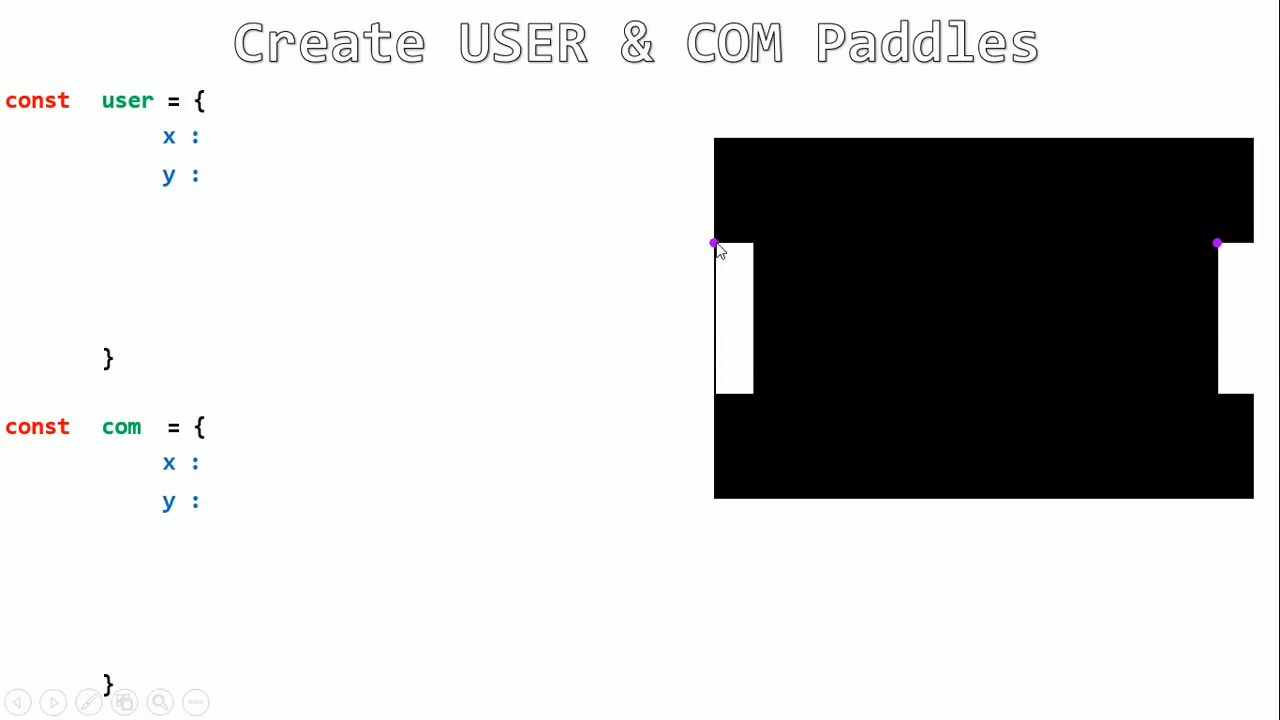 Create USER & COM Paddles
const user = {
x :
y :
}
const com = {
x :
y :
}